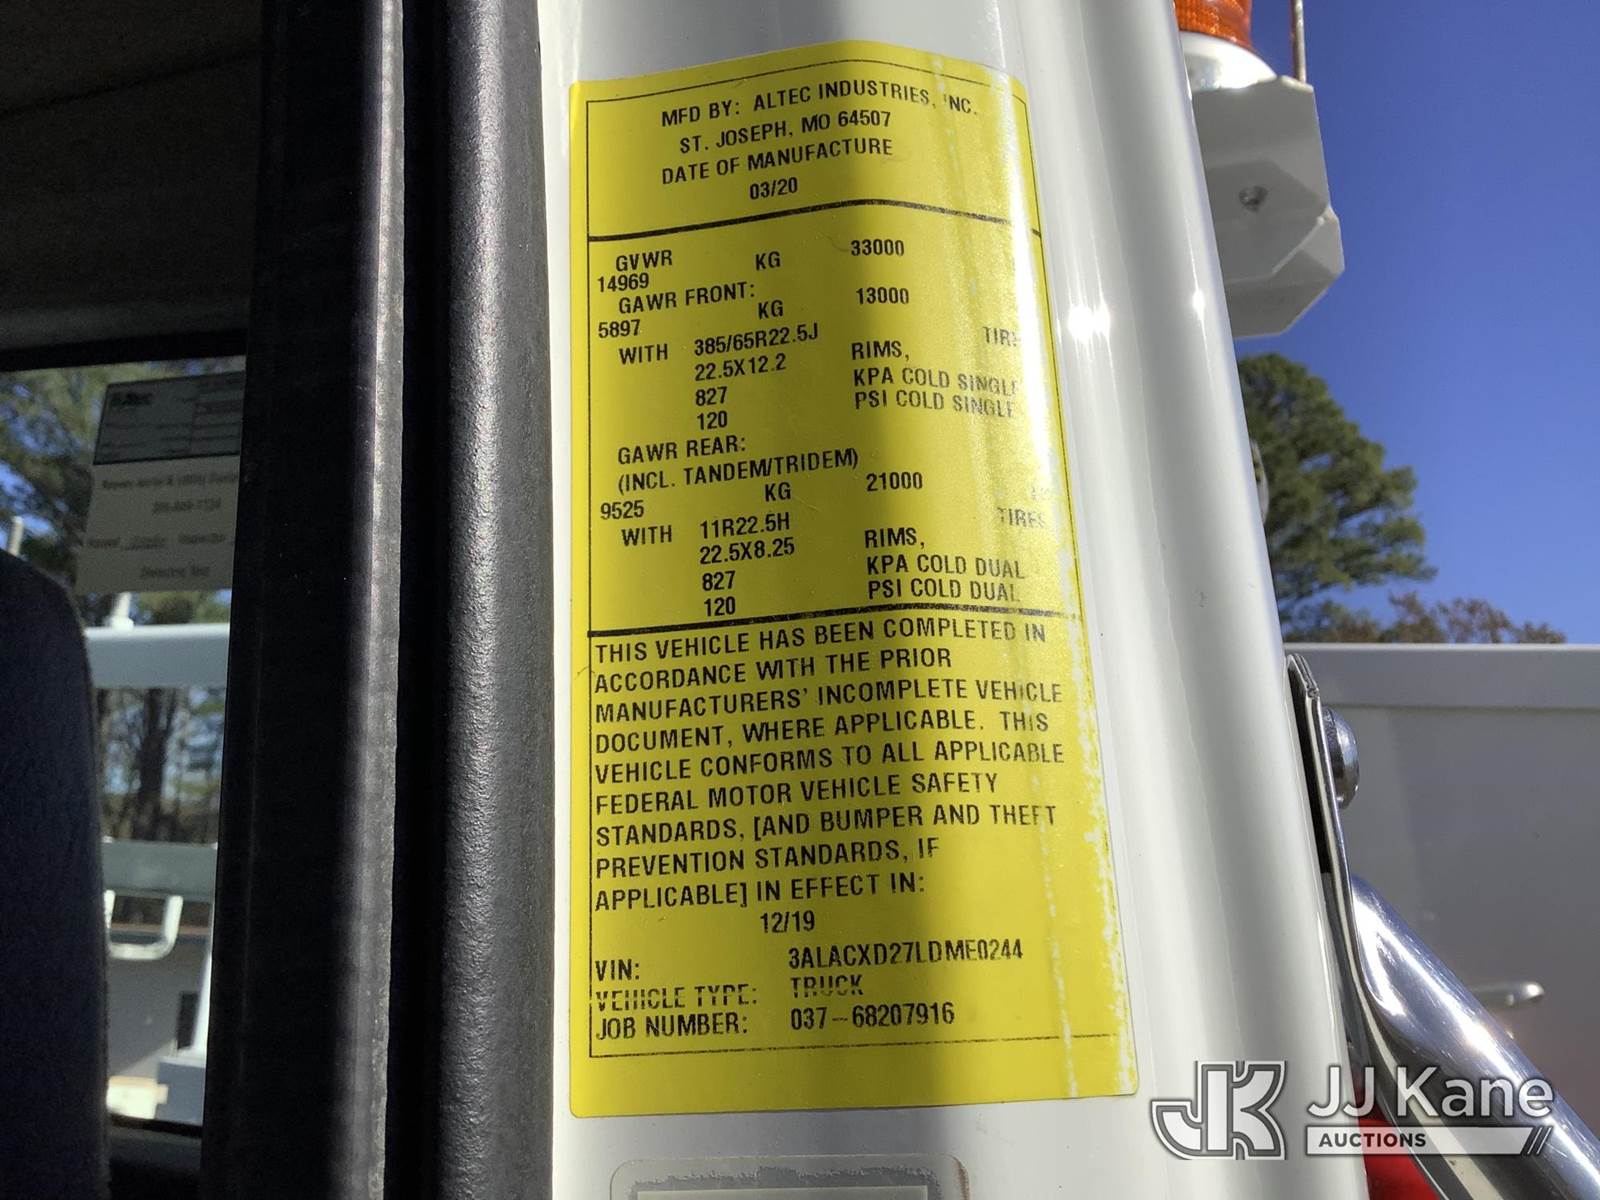 MFD BY: ALTEC INDUSTRIES, INC.
ST. JOSEPH, MO 64507
DATE OF MANUFACTURE
03/20
GVWR KG 33000
14969
GAWR FRONT: KG 13000
5897
WITH 385/65R22.5J TIRES
22.5X12.2 RIMS,
827 KPA COLD SINGLE
120 PSI COLD SINGLE
GAWR REAR:
(INCL. TANDEM/TRIDEM)
KG 21000
9525
WITH 11R22.5H TIRES
22.5X8.25 RIMS,
827 KPA COLD DUAL
120 PSI COLD DUAL
THIS VEHICLE HAS BEEN COMPLETED IN
ACCORDANCE WITH THE PRIOR
MANUFACTURERS' INCOMPLETE VEHICLE
DOCUMENT, WHERE APPLICABLE. THIS
VEHICLE CONFORMS TO ALL APPLICABLE
FEDERAL MOTOR VEHICLE SAFETY
STANDARDS, [AND BUMPER AND THEFT
PREVENTION STANDARDS, IF
APPLICABLE] IN EFFECT IN:
12/19
VIN: 3ALACXD27LDME0244
VEHICLE TYPE: TRUCK
JOB NUMBER: 037-68207916
JK JJ Kane
AUCTIONS